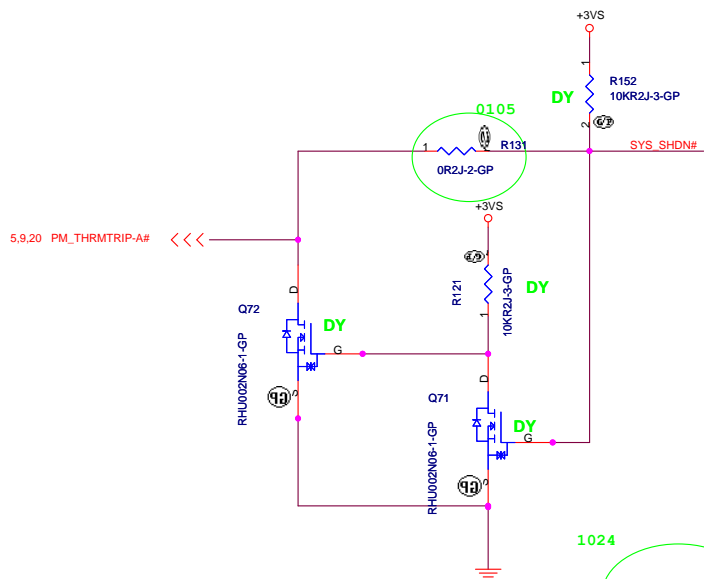 +3VS
1
R152
10KR2J-3-GP
DY
2
G/P
0105
1
R131
0R2J-2-GP
SYS_SHDN#
+3VS
5,9,20 PM_THRMTRIP-A#
G/P
R121
10KR2J-3-GP
DY
1
D
Q72
DY
G
RHU002N06-1-GP
S
GP
D
Q71
DY
G
RHU002N06-1-GP
S
GP
1024